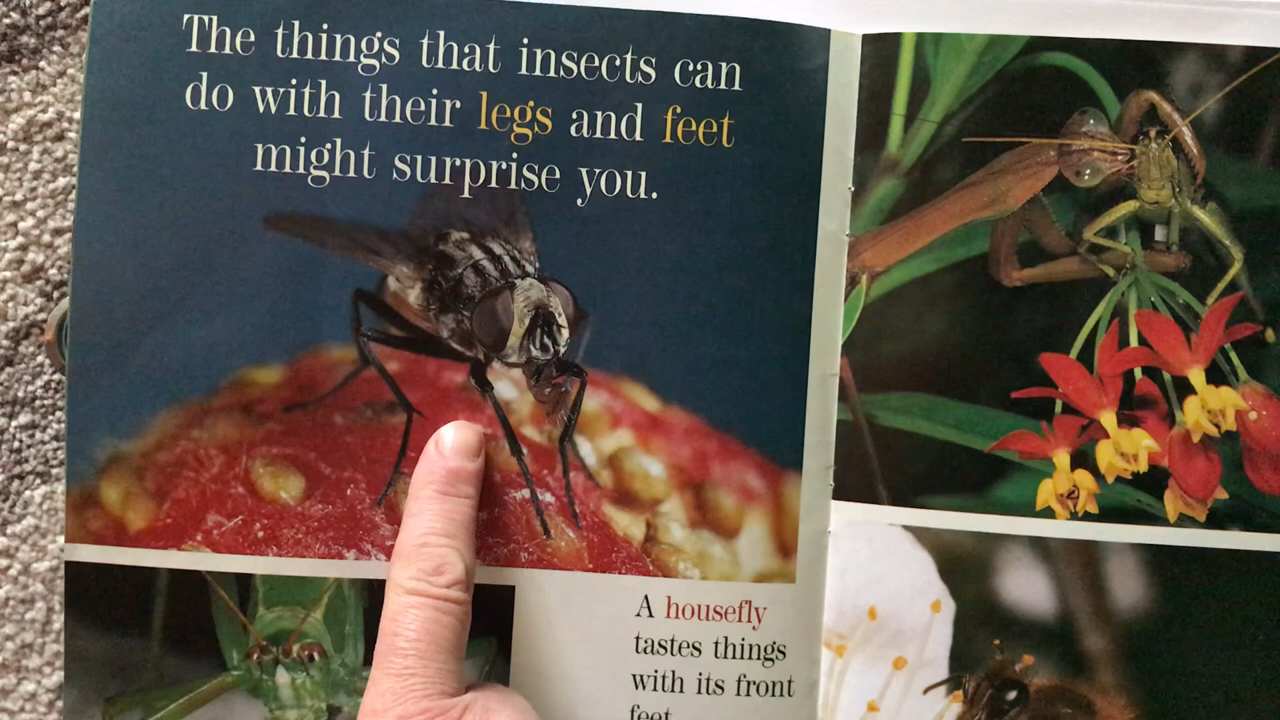 The things that insects can
do with their legs and feet
might surprise you.
A housefly
tastes things
with its front
feet